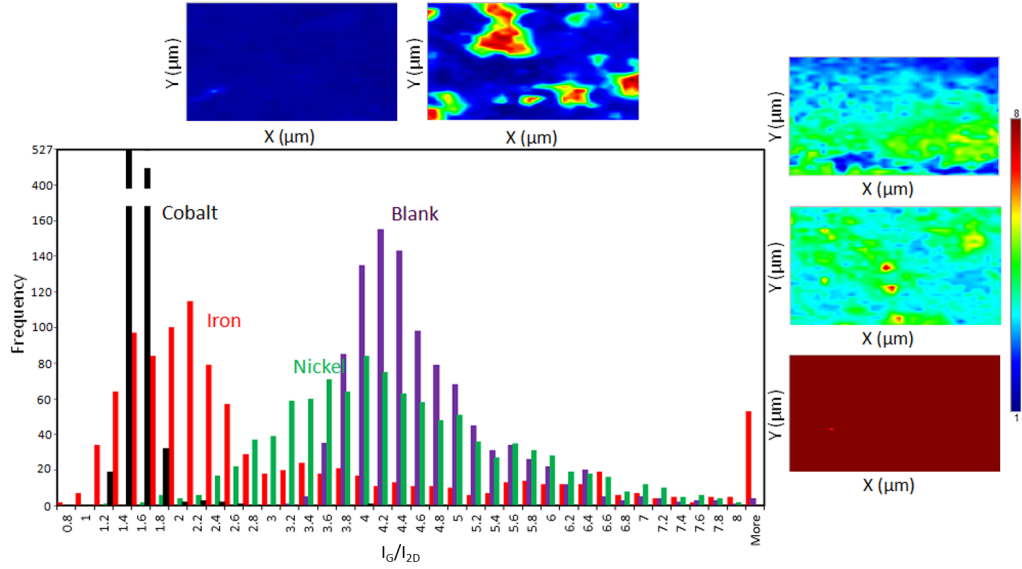 Y (µm)
X (µm)
Y (µm)
X (µm)
Y (µm)
X (µm)
Y (µm)
X (µm)
Y (µm)
X (µm)
8
1
Frequency
527
400
160
140
120
100
80
60
40
20
0
Cobalt
Iron
Nickel
Blank
0.8 1 1.2 1.4 1.6 1.8 2 2.2 2.4 2.6 2.8 3 3.2 3.4 3.6 3.8 4 4.2 4.4 4.6 4.8 5 5.2 5.4 5.6 5.8 6 6.2 6.4 6.6 6.8 7 7.2 7.4 7.6 7.8 8 More
I_G/I_2D